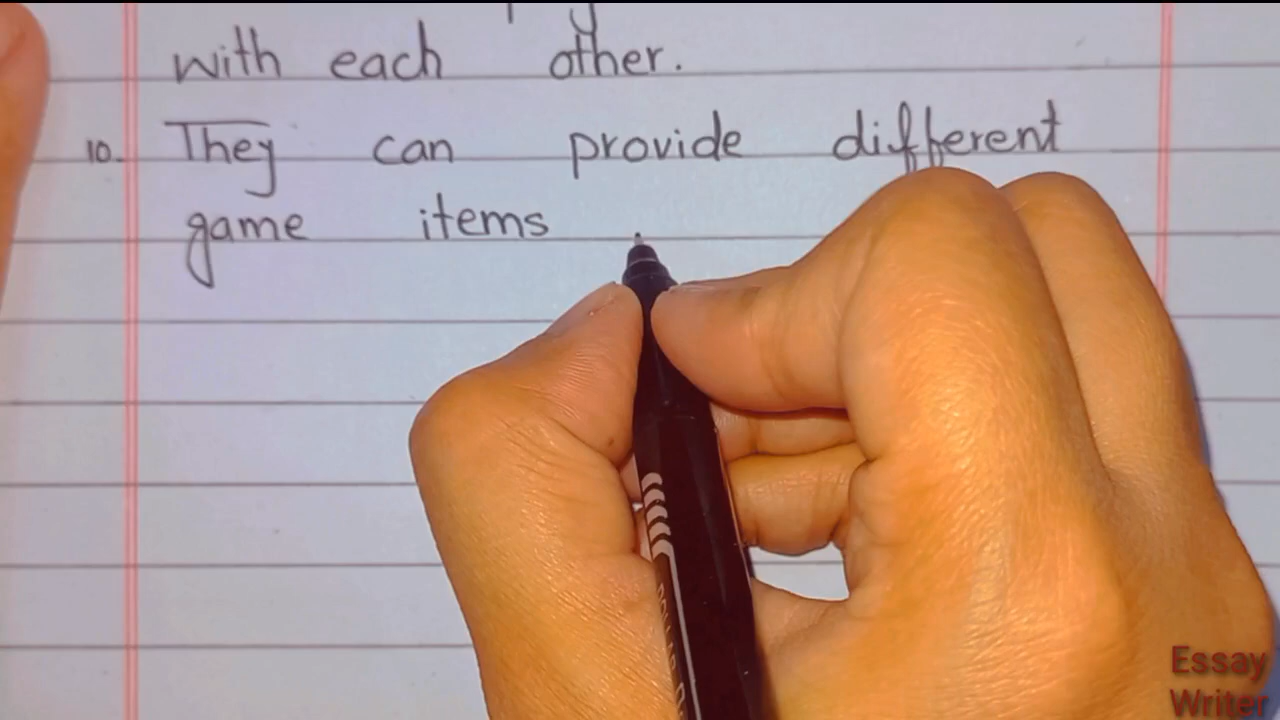 with each other.
10. They can provide different
game items
Essay
Writer